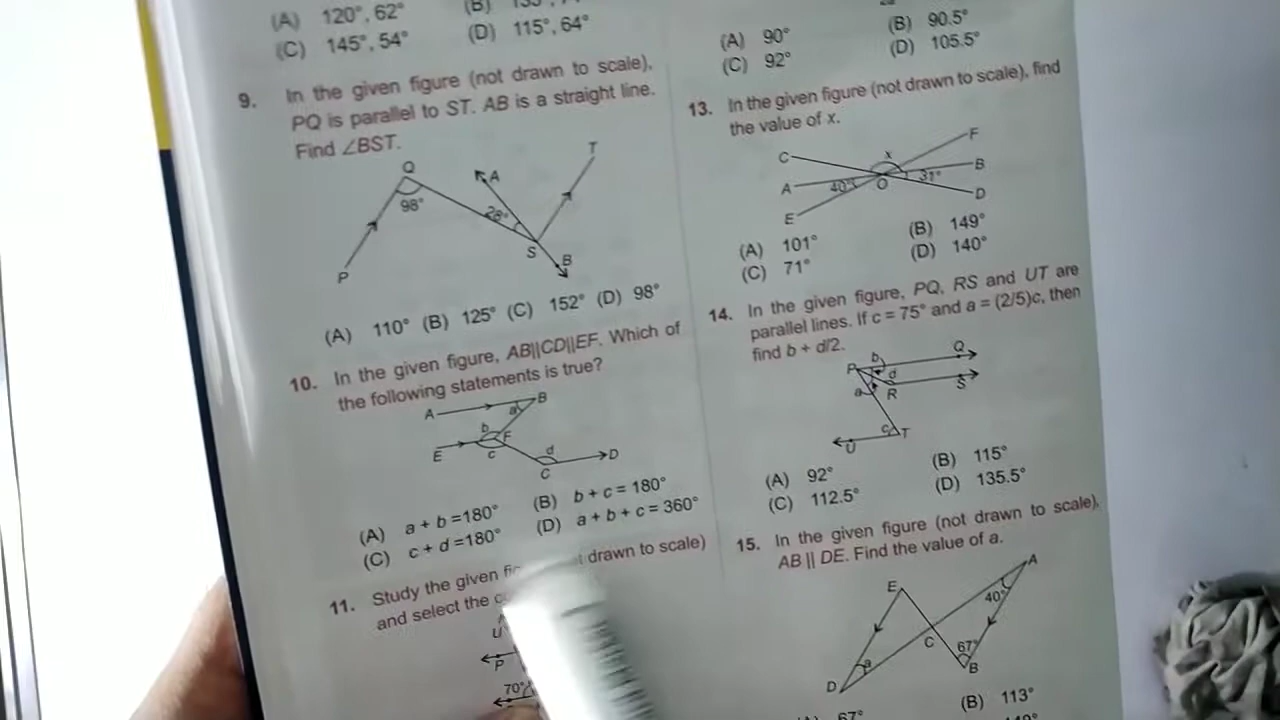 (A) 120°, 62°
(B)
(C) 145°, 54°
(D) 115°, 64°
9. In the given figure (not drawn to scale),
PQ is parallel to ST. AB is a straight line.
Find ∠BST.
Q
A
T
98°
28°
S
B
P
(A) 110° (B) 125° (C) 152° (D) 98°
10. In the given figure, AB||CD||EF. Which of
the following statements is true?
A
B
a
b
F
E
c
d
D
C
(A) a + b =180°
(B) b + c = 180°
(C) c + d =180°
(D) a + b + c = 360°
11. Study the given drawn to scale)
and select the
U
P
70°
(A) 90°
(B) 90.5°
(C) 92°
(D) 105.5°
13. In the given figure (not drawn to scale), find
the value of x.
F
C
x
B
A
40°
O
31°
D
E
(A) 101°
(B) 149°
(C) 71°
(D) 140°
14. In the given figure, PQ, RS and UT are
parallel lines. If c = 75° and a = (2/5)c, then
find b + d/2.
Q
b
P
d
S
a
R
c
T
U
(A) 92°
(B) 115°
(C) 112.5°
(D) 135.5°
15. In the given figure (not drawn to scale),
AB || DE. Find the value of a.
A
E
40°
C
67°
a
B
D
67°
(B) 113°